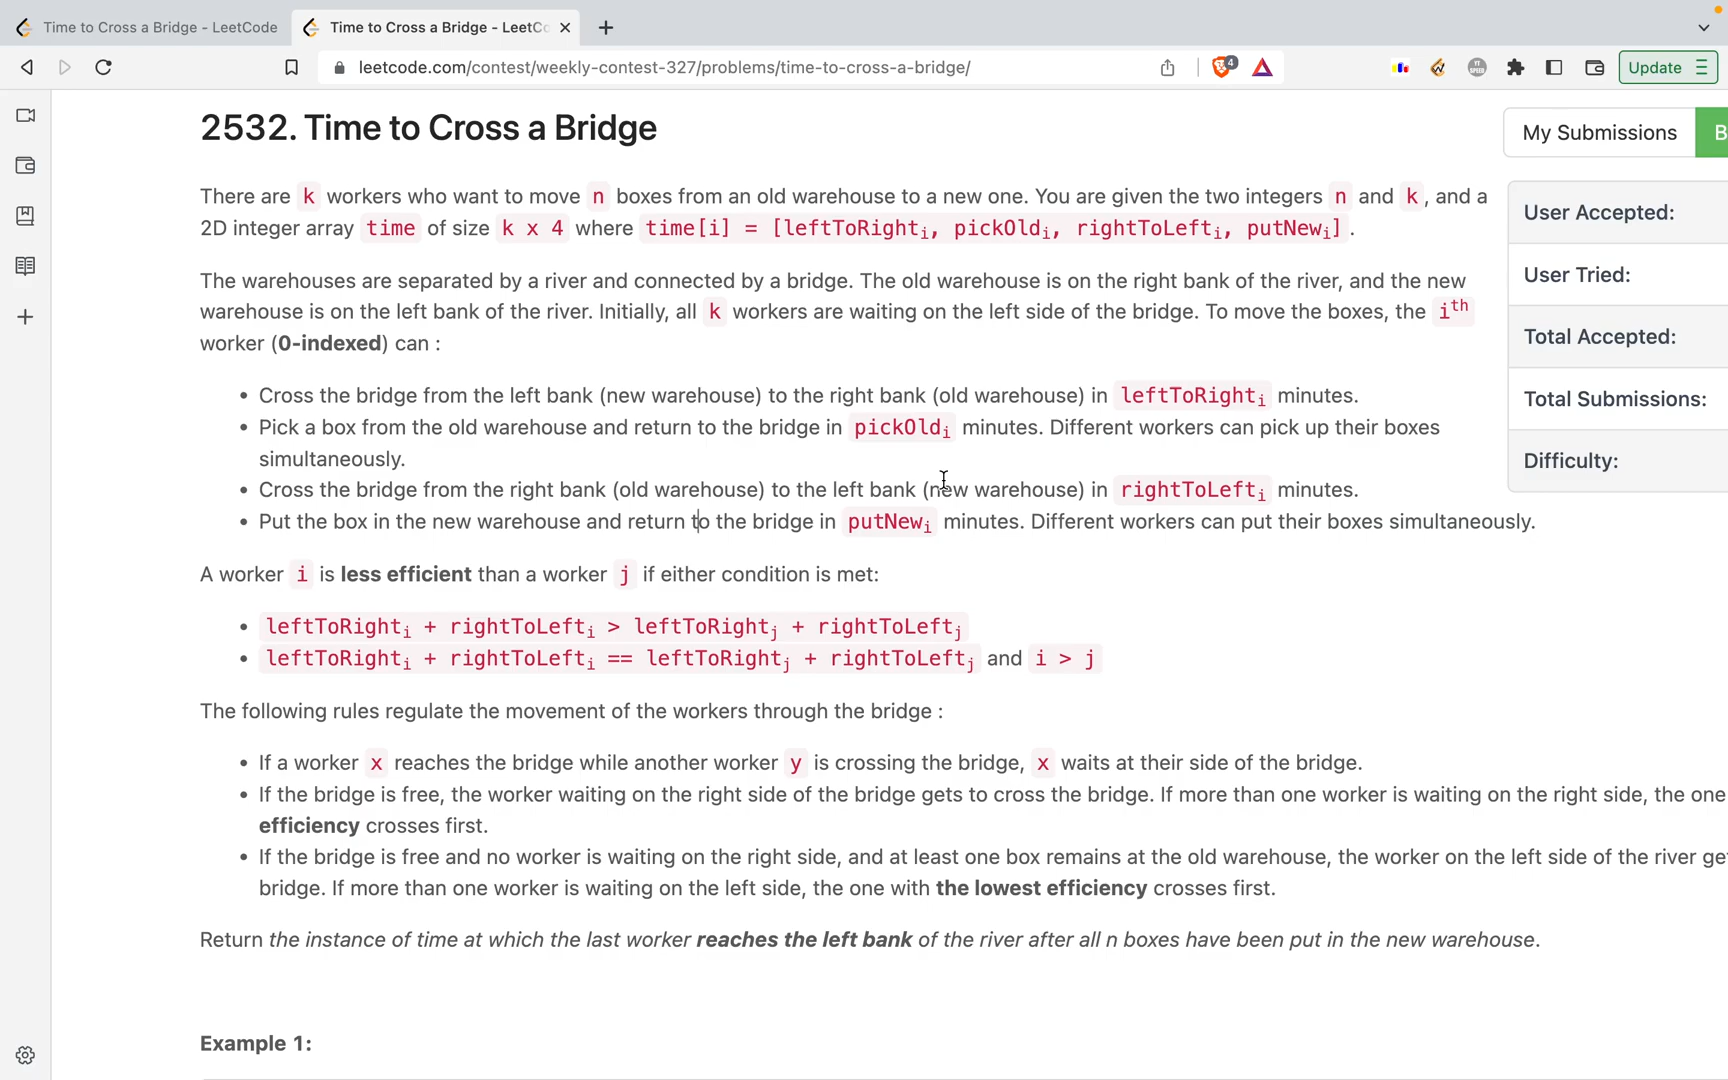 Time to Cross a Bridge - LeetCode
Time to Cross a Bridge - LeetCo
leetcode.com/contest/weekly-contest-327/problems/time-to-cross-a-bridge/
4
Update
2532. Time to Cross a Bridge
My Submissions
B
There are k workers who want to move n boxes from an old warehouse to a new one. You are given the two integers n and k, and a
2D integer array time of size k x 4 where time[i] = [leftToRightᵢ, pickOldᵢ, rightToLeftᵢ, putNewᵢ].
User Accepted:
User Tried:
Total Accepted:
Total Submissions:
Difficulty:
The warehouses are separated by a river and connected by a bridge. The old warehouse is on the right bank of the river, and the new
warehouse is on the left bank of the river. Initially, all k workers are waiting on the left side of the bridge. To move the boxes, the iᵗʰ
worker (0-indexed) can :
• Cross the bridge from the left bank (new warehouse) to the right bank (old warehouse) in leftToRightᵢ minutes.
• Pick a box from the old warehouse and return to the bridge in pickOldᵢ minutes. Different workers can pick up their boxes
simultaneously.
• Cross the bridge from the right bank (old warehouse) to the left bank (new warehouse) in rightToLeftᵢ minutes.
• Put the box in the new warehouse and return to the bridge in putNewᵢ minutes. Different workers can put their boxes simultaneously.
A worker i is less efficient than a worker j if either condition is met:
• leftToRightᵢ + rightToLeftᵢ > leftToRightⱼ + rightToLeftⱼ
• leftToRightᵢ + rightToLeftᵢ == leftToRightⱼ + rightToLeftⱼ and i > j
The following rules regulate the movement of the workers through the bridge :
• If a worker x reaches the bridge while another worker y is crossing the bridge, x waits at their side of the bridge.
• If the bridge is free, the worker waiting on the right side of the bridge gets to cross the bridge. If more than one worker is waiting on the right side, the one
efficiency crosses first.
• If the bridge is free and no worker is waiting on the right side, and at least one box remains at the old warehouse, the worker on the left side of the river ge
bridge. If more than one worker is waiting on the left side, the one with the lowest efficiency crosses first.
Return the instance of time at which the last worker reaches the left bank of the river after all n boxes have been put in the new warehouse.
Example 1: